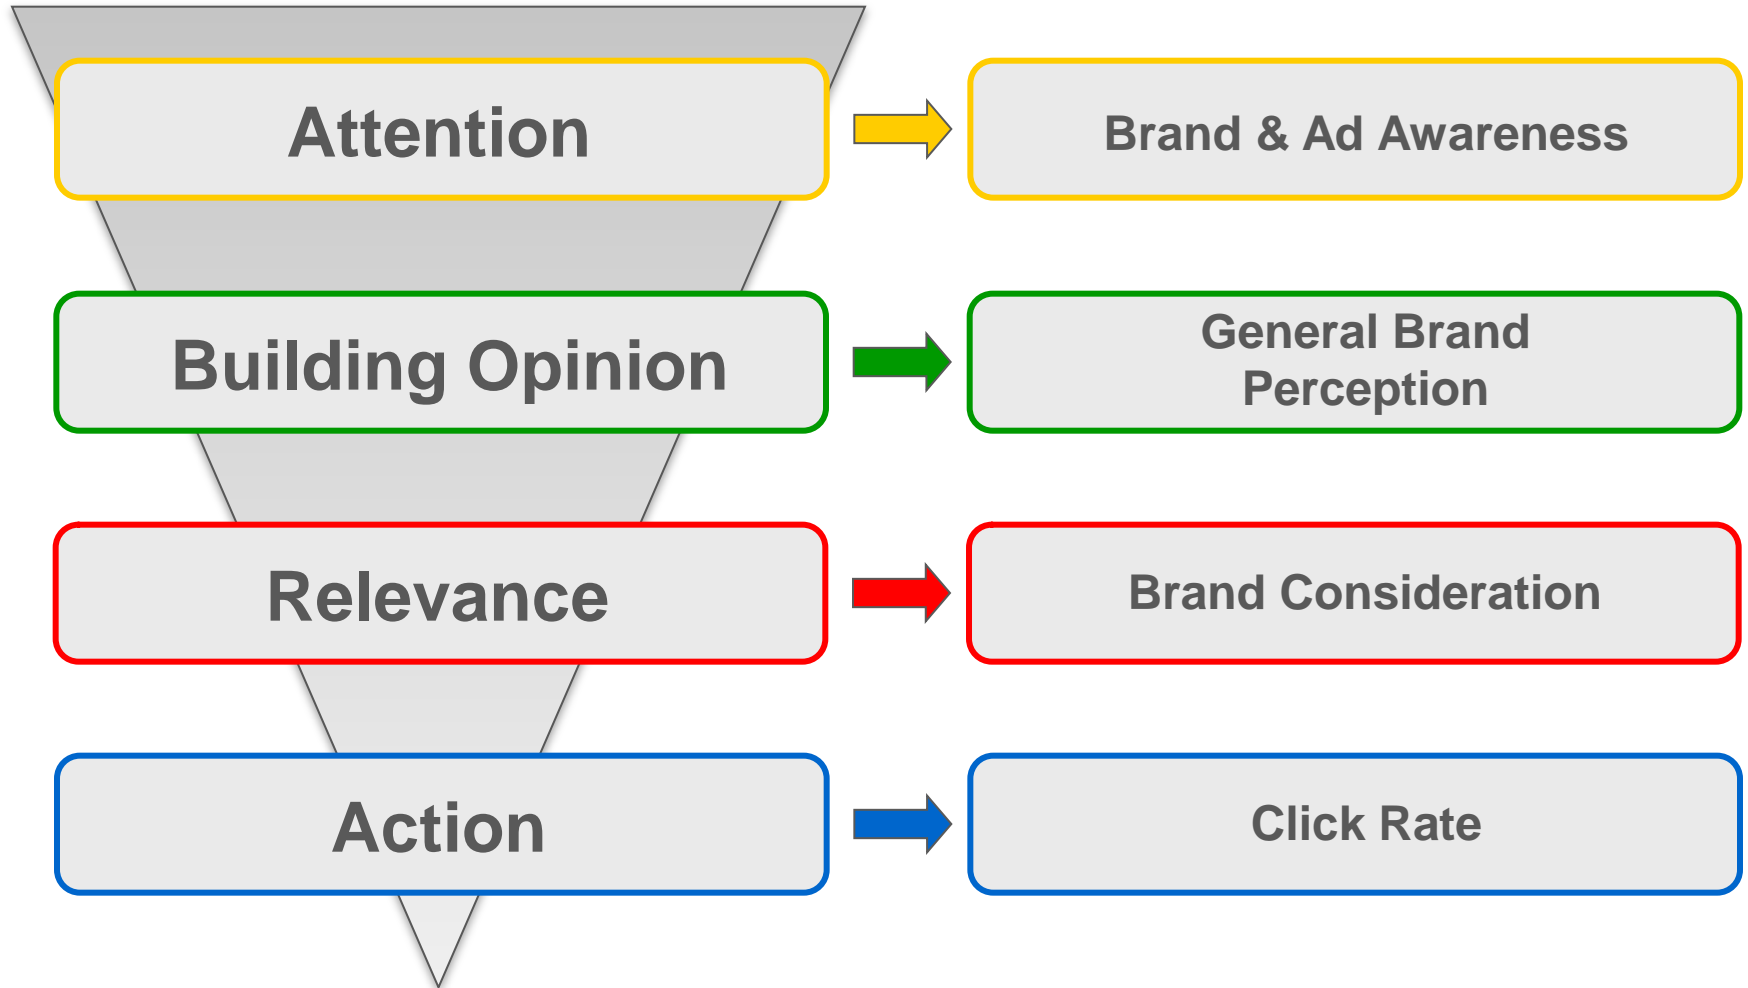 Attention
Brand & Ad Awareness
Building Opinion
General Brand
Perception
Relevance
Brand Consideration
Action
Click Rate